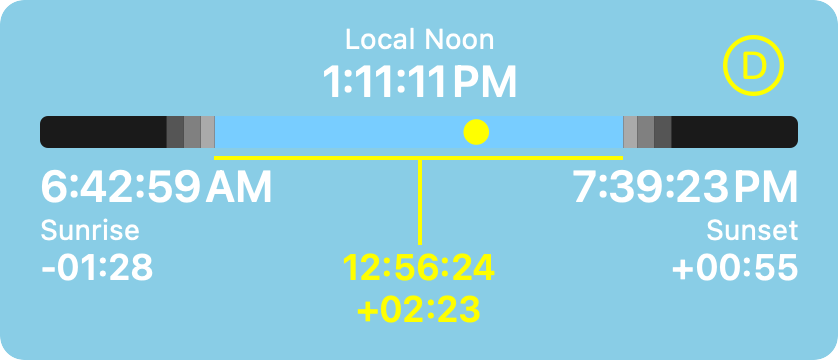 Local Noon
D
1:11:11 PM
6:42:59 AM
7:39:23 PM
Sunrise
Sunset
-01:28
12:56:24
+00:55
+02:23